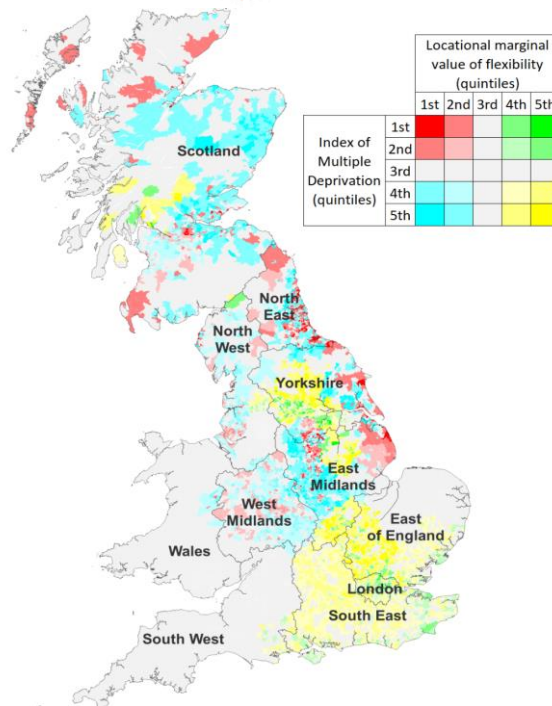 Locational marginal
value of flexibility
(quintiles)
1st 2nd 3rd 4th 5th
Index of
Multiple
Deprivation
(quintiles)
1st
2nd
3rd
4th
5th
Scotland
North
East
North
West
Yorkshire
East
Midlands
West
Midlands
East
of England
Wales
London
South East
South West